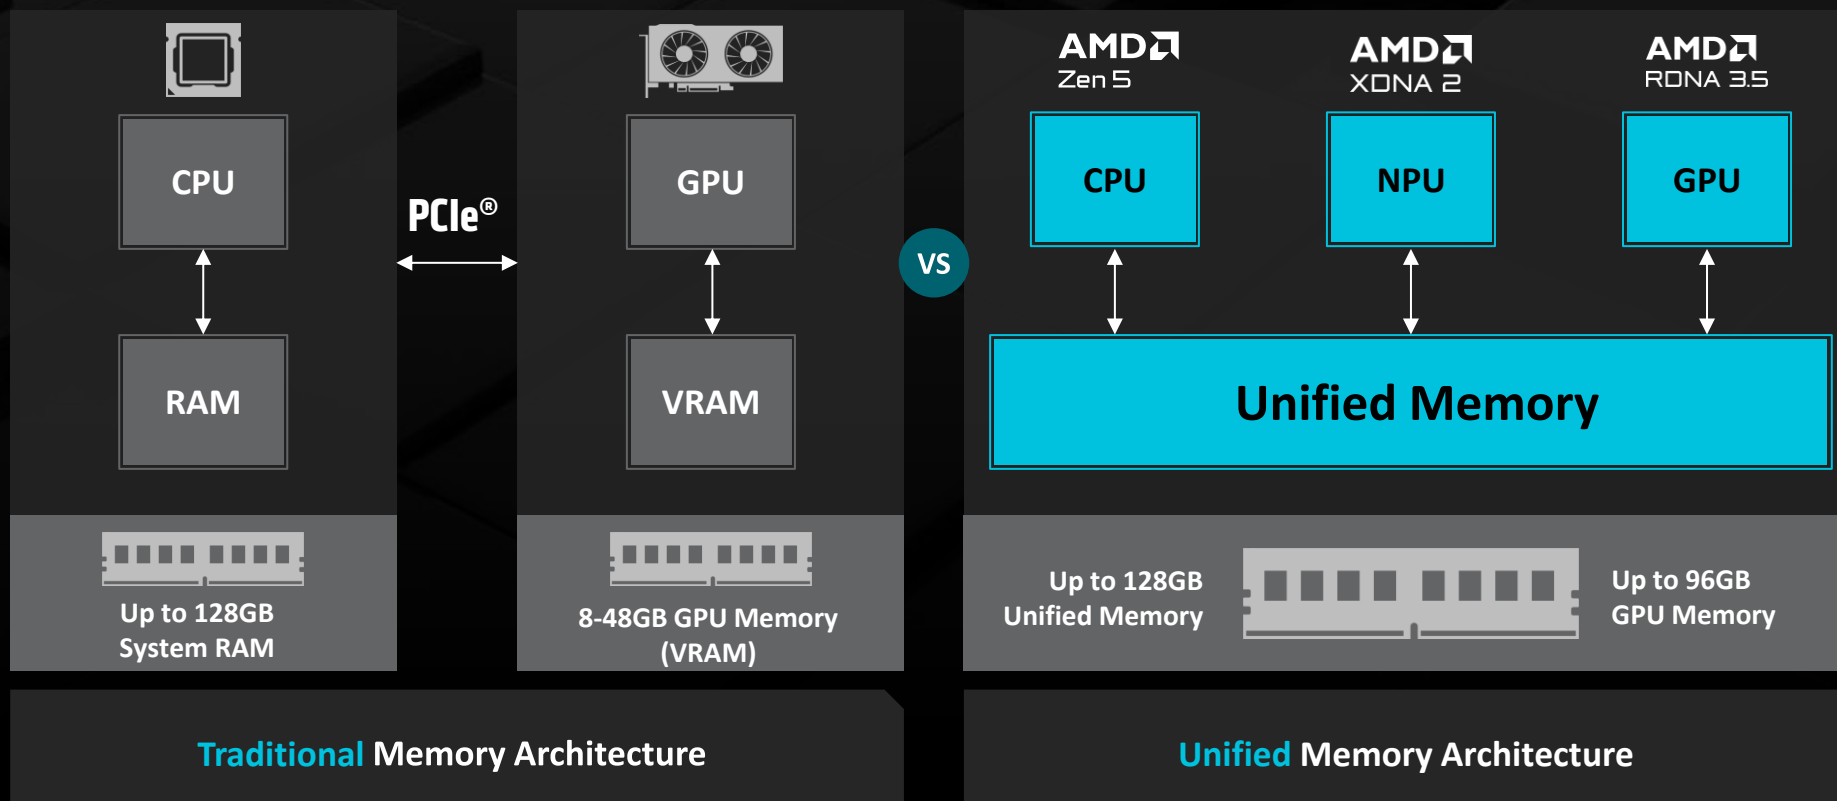 CPU
RAM
Up to 128GB
System RAM
PCIe®
GPU
VRAM
8-48GB GPU Memory
(VRAM)
Traditional Memory Architecture
VS
AMD
Zen 5
AMD
XDNA 2
AMD
RDNA 3.5
CPU
NPU
GPU
Unified Memory
Up to 128GB
Unified Memory
Up to 96GB
GPU Memory
Unified Memory Architecture